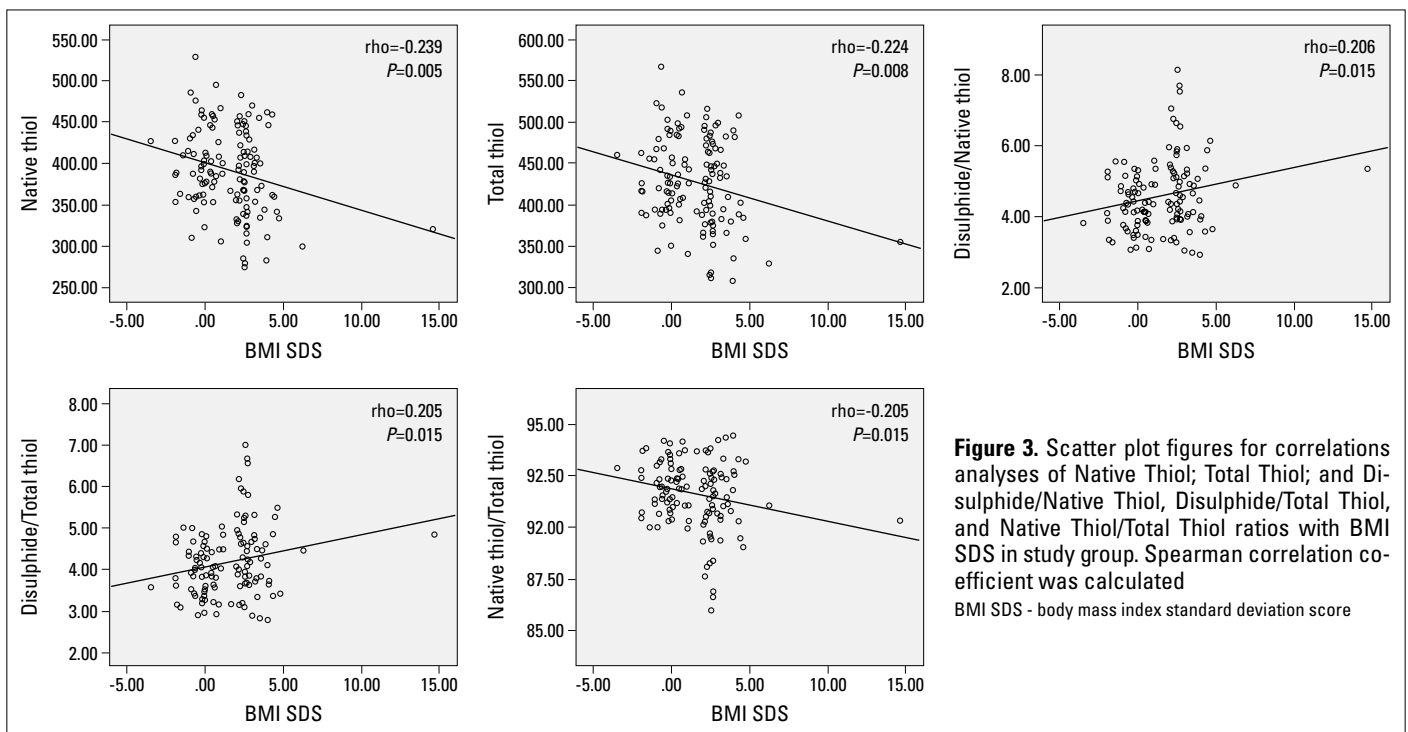 550.00
500.00
450.00
400.00
350.00
300.00
250.00
Native thiol
rho=-0.239
P=0.005
-5.00 .00 5.00 10.00 15.00
BMI SDS
600.00
550.00
500.00
450.00
400.00
350.00
300.00
Total thiol
rho=-0.224
P=0.008
-5.00 .00 5.00 10.00 15.00
BMI SDS
8.00
6.00
4.00
2.00
Disulphide/Native thiol
rho=0.206
P=0.015
-5.00 .00 5.00 10.00 15.00
BMI SDS
8.00
7.00
6.00
5.00
4.00
3.00
2.00
Disulphide/Total thiol
rho=0.205
P=0.015
-5.00 .00 5.00 10.00 15.00
BMI SDS
95.00
92.50
92.00
87.50
85.00
Native thiol/Total thiol
rho=-0.205
P=0.015
-5.00 .00 5.00 10.00 15.00
BMI SDS
Figure 3. Scatter plot figures for correlations
analyses of Native Thiol; Total Thiol; and Di-
sulphide/Native Thiol, Disulphide/Total Thiol,
and Native Thiol/Total Thiol ratios with BMI
SDS in study group. Spearman correlation co-
efficient was calculated
BMI SDS - body mass index standard deviation score